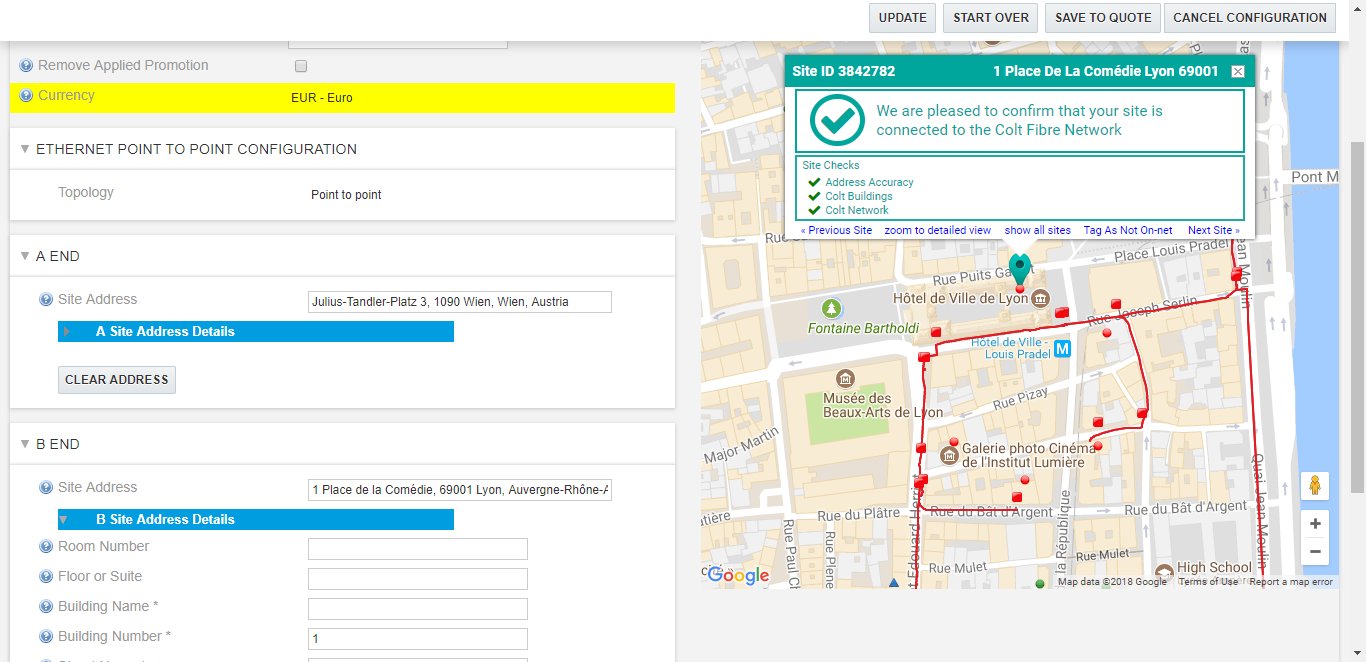 UPDATE START OVER SAVE TO QUOTE CANCEL CONFIGURATION
Remove Applied Promotion
Currency EUR - Euro
ETHERNET POINT TO POINT CONFIGURATION
Topology Point to point
A END
Site Address Julius-Tandler-Platz 3, 1090 Wien, Wien, Austria
A Site Address Details
CLEAR ADDRESS
B END
Site Address 1 Place de la Comédie, 69001 Lyon, Auvergne-Rhône-A
B Site Address Details
Room Number
Floor or Suite
Building Name *
Building Number * 1
Site ID 3842782 1 Place De La Comédie Lyon 69001
We are pleased to confirm that your site is
connected to the Colt Fibre Network
Site Checks
Address Accuracy
Colt Buildings
Colt Network
« Previous Site zoom to detailed view show all sites Tag As Not On-net Next Site »
Pont M
Place Louis Pradel
Rue Puits Ga
Hôtel de Ville de Lyon
Rue Joseph Serlin
Fontaine Bartholdi
Hôtel de Ville -
Louis Pradel
M
Musée des
Beaux-Arts de Lyon
Rue Pizay
Major Martin
Galerie photo Cinéma
de l'Institut Lumière
Quai Jean Moulin
Rue du Plâtre
Rue du Bât d'Argent
Rue du Bât d'Argent
la République
Rue Paul C
Rue Plene
t Edouard Herriot
Rue Mulet
Rue Mulet
High School
Google
Map data ©2018 Google Terms of Use Report a map error
+
−